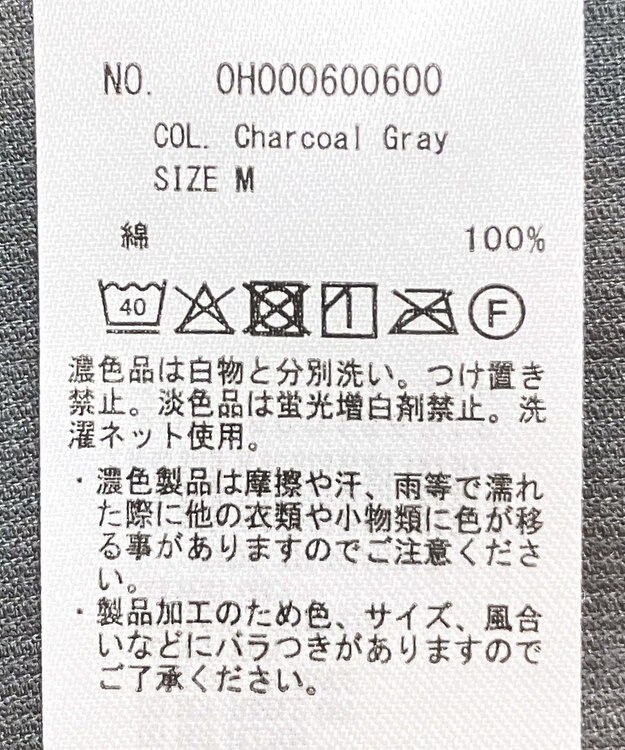 NO. 0H000600600
COL. Charcoal Gray
SIZE M
綿 100%
40 F
濃色品は白物と分別洗い。つけ置き
禁止。淡色品は蛍光増白剤禁止。洗
濯ネット使用。
・濃色製品は摩擦や汗、雨等で濡れ
た際に他の衣類や小物類に色が移
る事がありますのでご注意くださ
い。
・製品加工のため色、サイズ、風合
いなどにバラつきがありますので
ご了承ください。